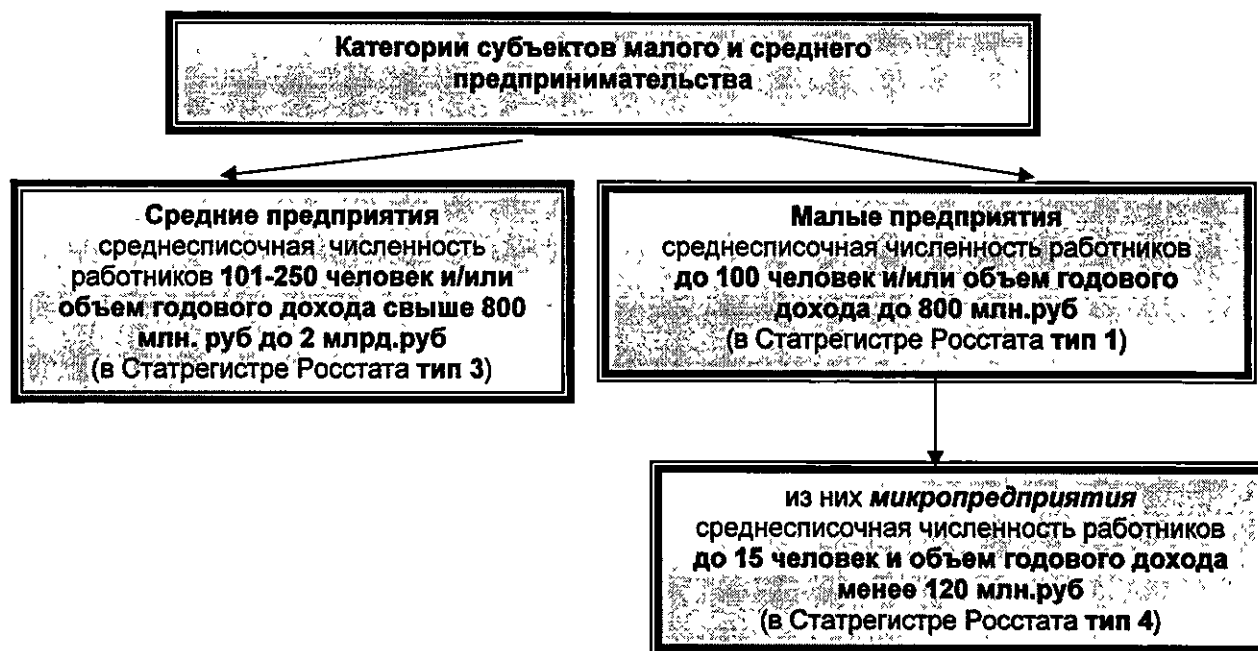 Категории субъектов малого и среднего
предпринимательства
Средние предприятия
среднесписочная численность
работников 101-250 человек и/или
объем годового дохода свыше 800
млн. руб до 2 млрд.руб
(в Статрегистре Росстата тип 3)
Малые предприятия
среднесписочная численность работников
до 100 человек и/или объем годового
дохода до 800 млн.руб
(в Статрегистре Росстата тип 1)
из них микропредприятия
среднесписочная численность работников
до 15 человек и объем годового дохода
менее 120 млн.руб
(в Статрегистре Росстата тип 4)